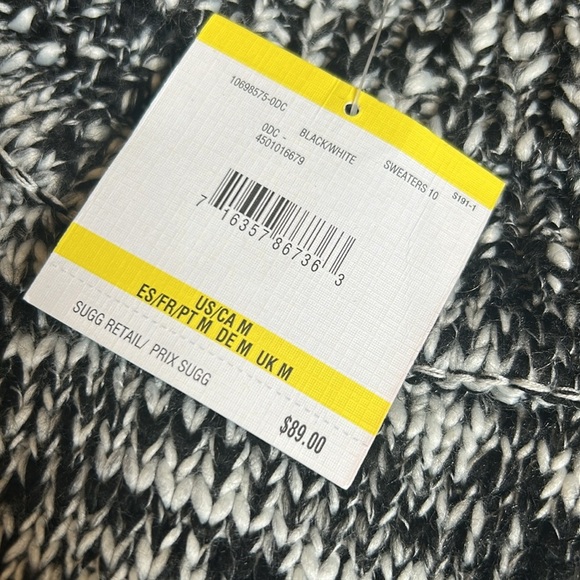 10698575-0DC
0DC - BLACK/WHITE SWEATERS 10 S191-1
4501016679
7 16357 86736 3
US/CA M
ES/FR/PT M DE M UK M
SUGG RETAIL/ PRIX SUGG
$89.00